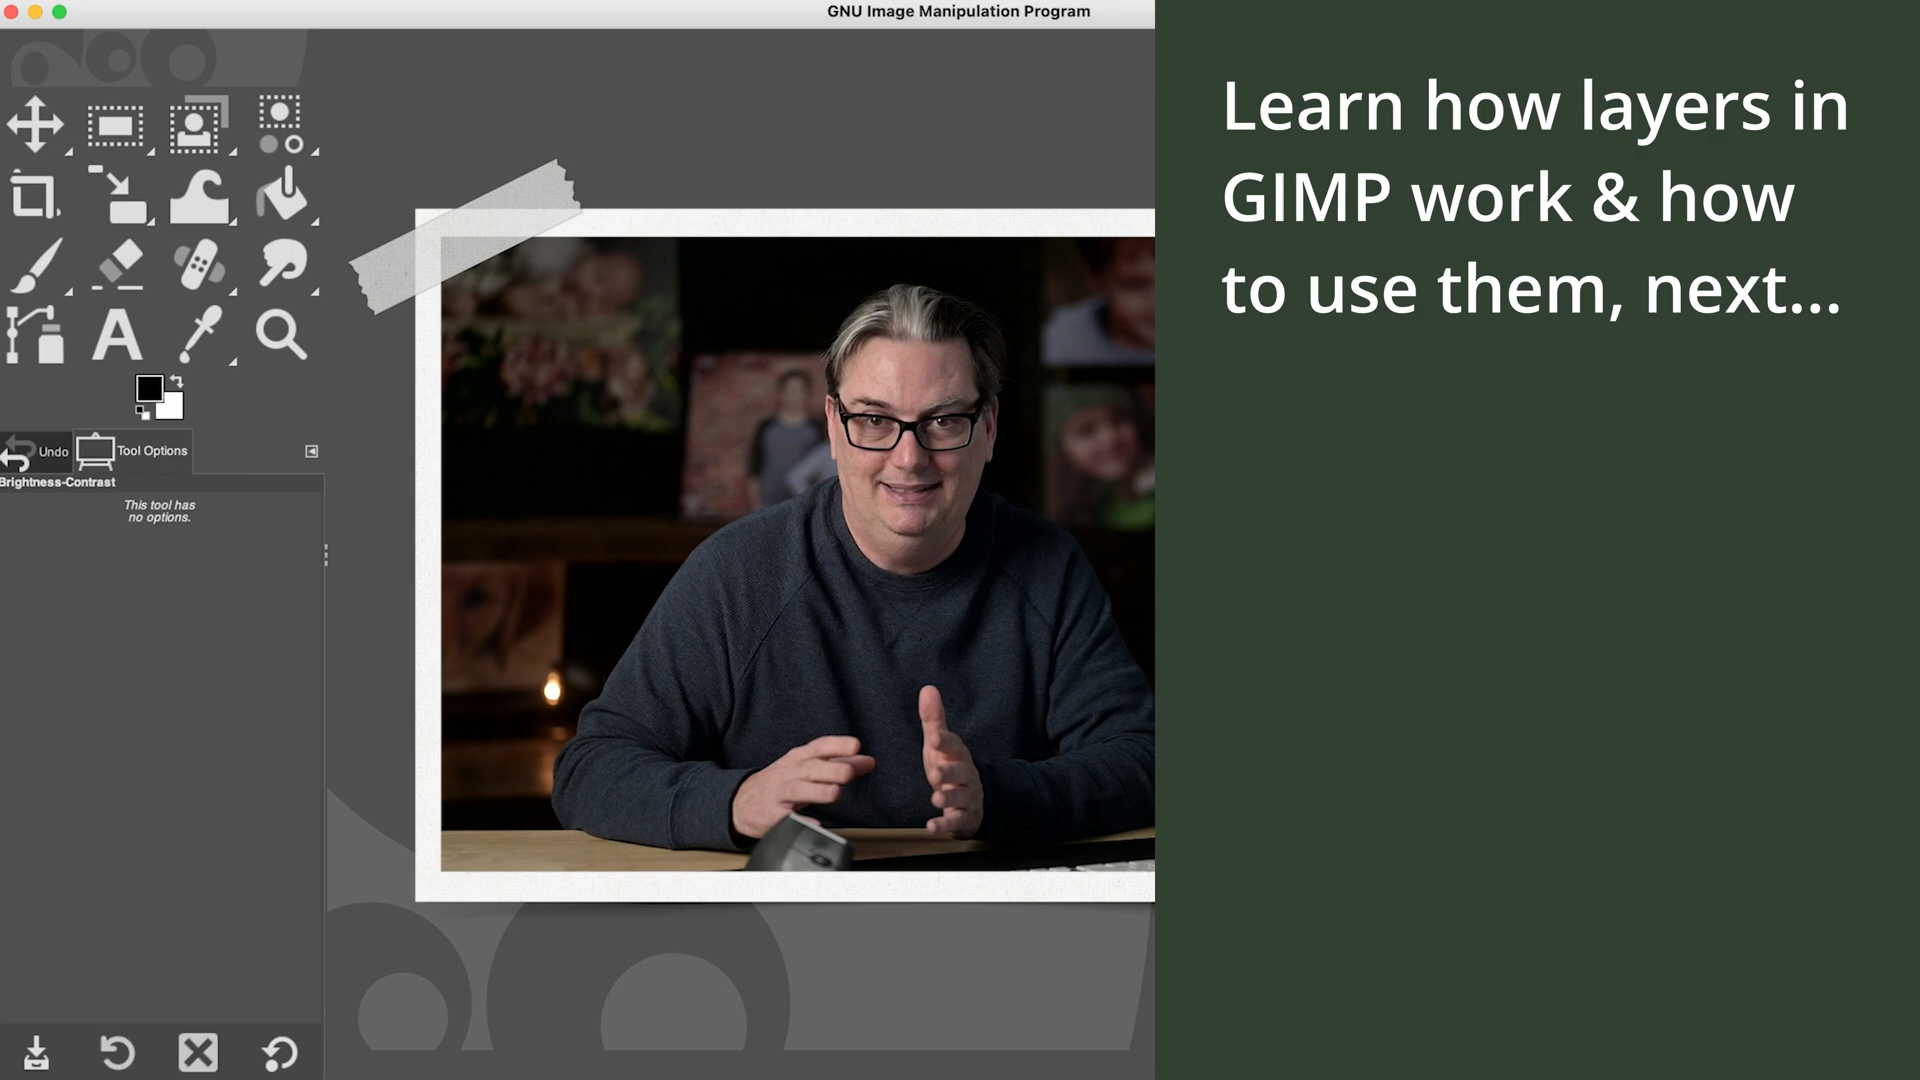 GNU Image Manipulation Program
Learn how layers in
GIMP work & how
to use them, next...
Undo
Tool Options
Brightness-Contrast
This tool has
no options.